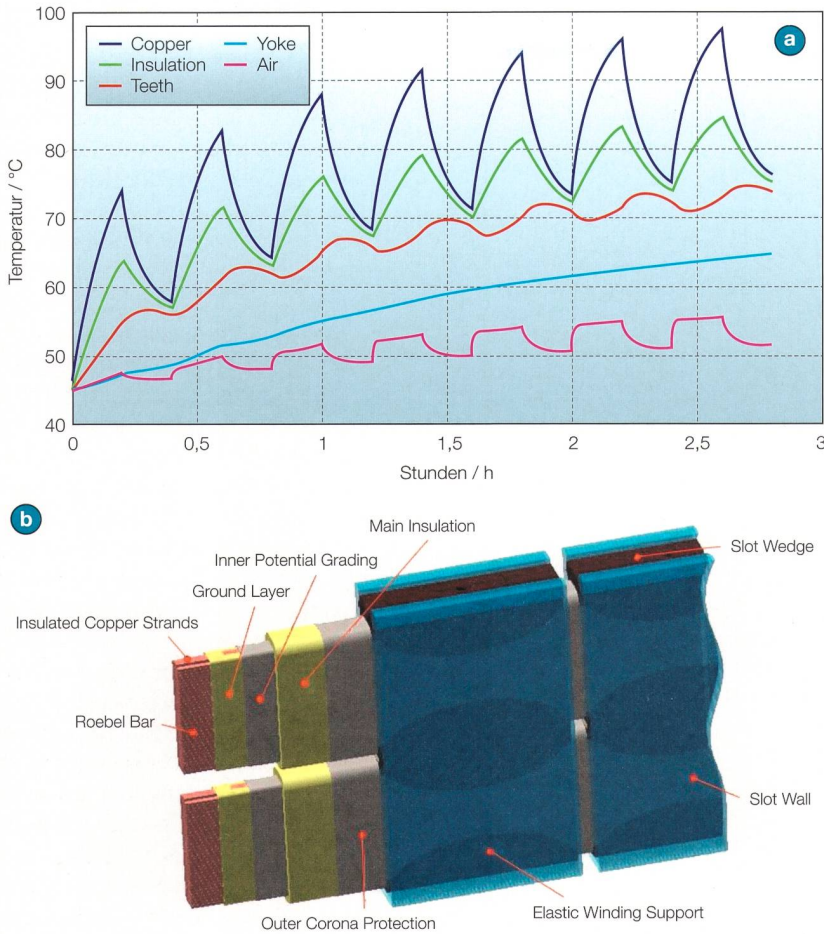 a
Copper
Insulation
Teeth
Yoke
Air
Temperatur / °C
100
90
80
70
60
50
40
0
0,5
1
1,5
2
2,5
3
Stunden / h
b
Main Insulation
Inner Potential Grading
Ground Layer
Insulated Copper Strands
Roebel Bar
Slot Wedge
Slot Wall
Elastic Winding Support
Outer Corona Protection